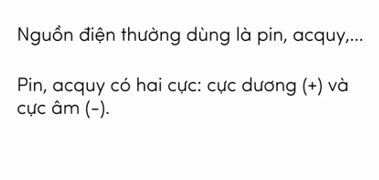 Nguồn điện thường dùng là pin, acquy,...
Pin, acquy có hai cực: cực dương (+) và
cực âm (-).